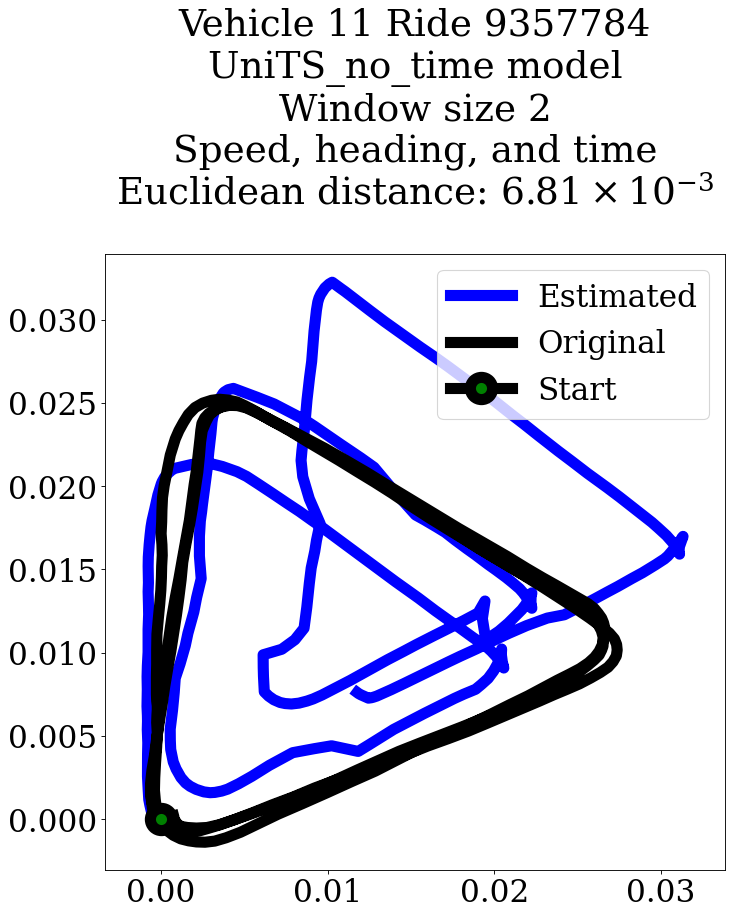 Vehicle 11 Ride 9357784
UniTS_no_time model
Window size 2
Speed, heading, and time
Euclidean distance: 6.81 × 10⁻³
Estimated
Original
Start
0.030
0.025
0.020
0.015
0.010
0.005
0.000
0.00 0.01 0.02 0.03